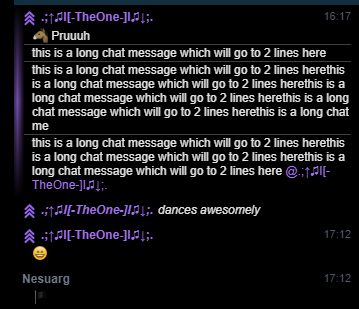 .;↑♫I[-TheOne-]I♫↓;. 16:17
Pruuuh
this is a long chat message which will go to 2 lines here
this is a long chat message which will go to 2 lines herethis
is a long chat message which will go to 2 lines herethis is a
long chat message which will go to 2 lines herethis is a long
chat message which will go to 2 lines herethis is a long chat
me
this is a long chat message which will go to 2 lines herethis
is a long chat message which will go to 2 lines herethis is a
long chat message which will go to 2 lines here @.;↑♫I[-
TheOne-]I♫↓;.
.;↑♫I[-TheOne-]I♫↓;. dances awesomely
.;↑♫I[-TheOne-]I♫↓;. 17:12
Nesuarg 17:12